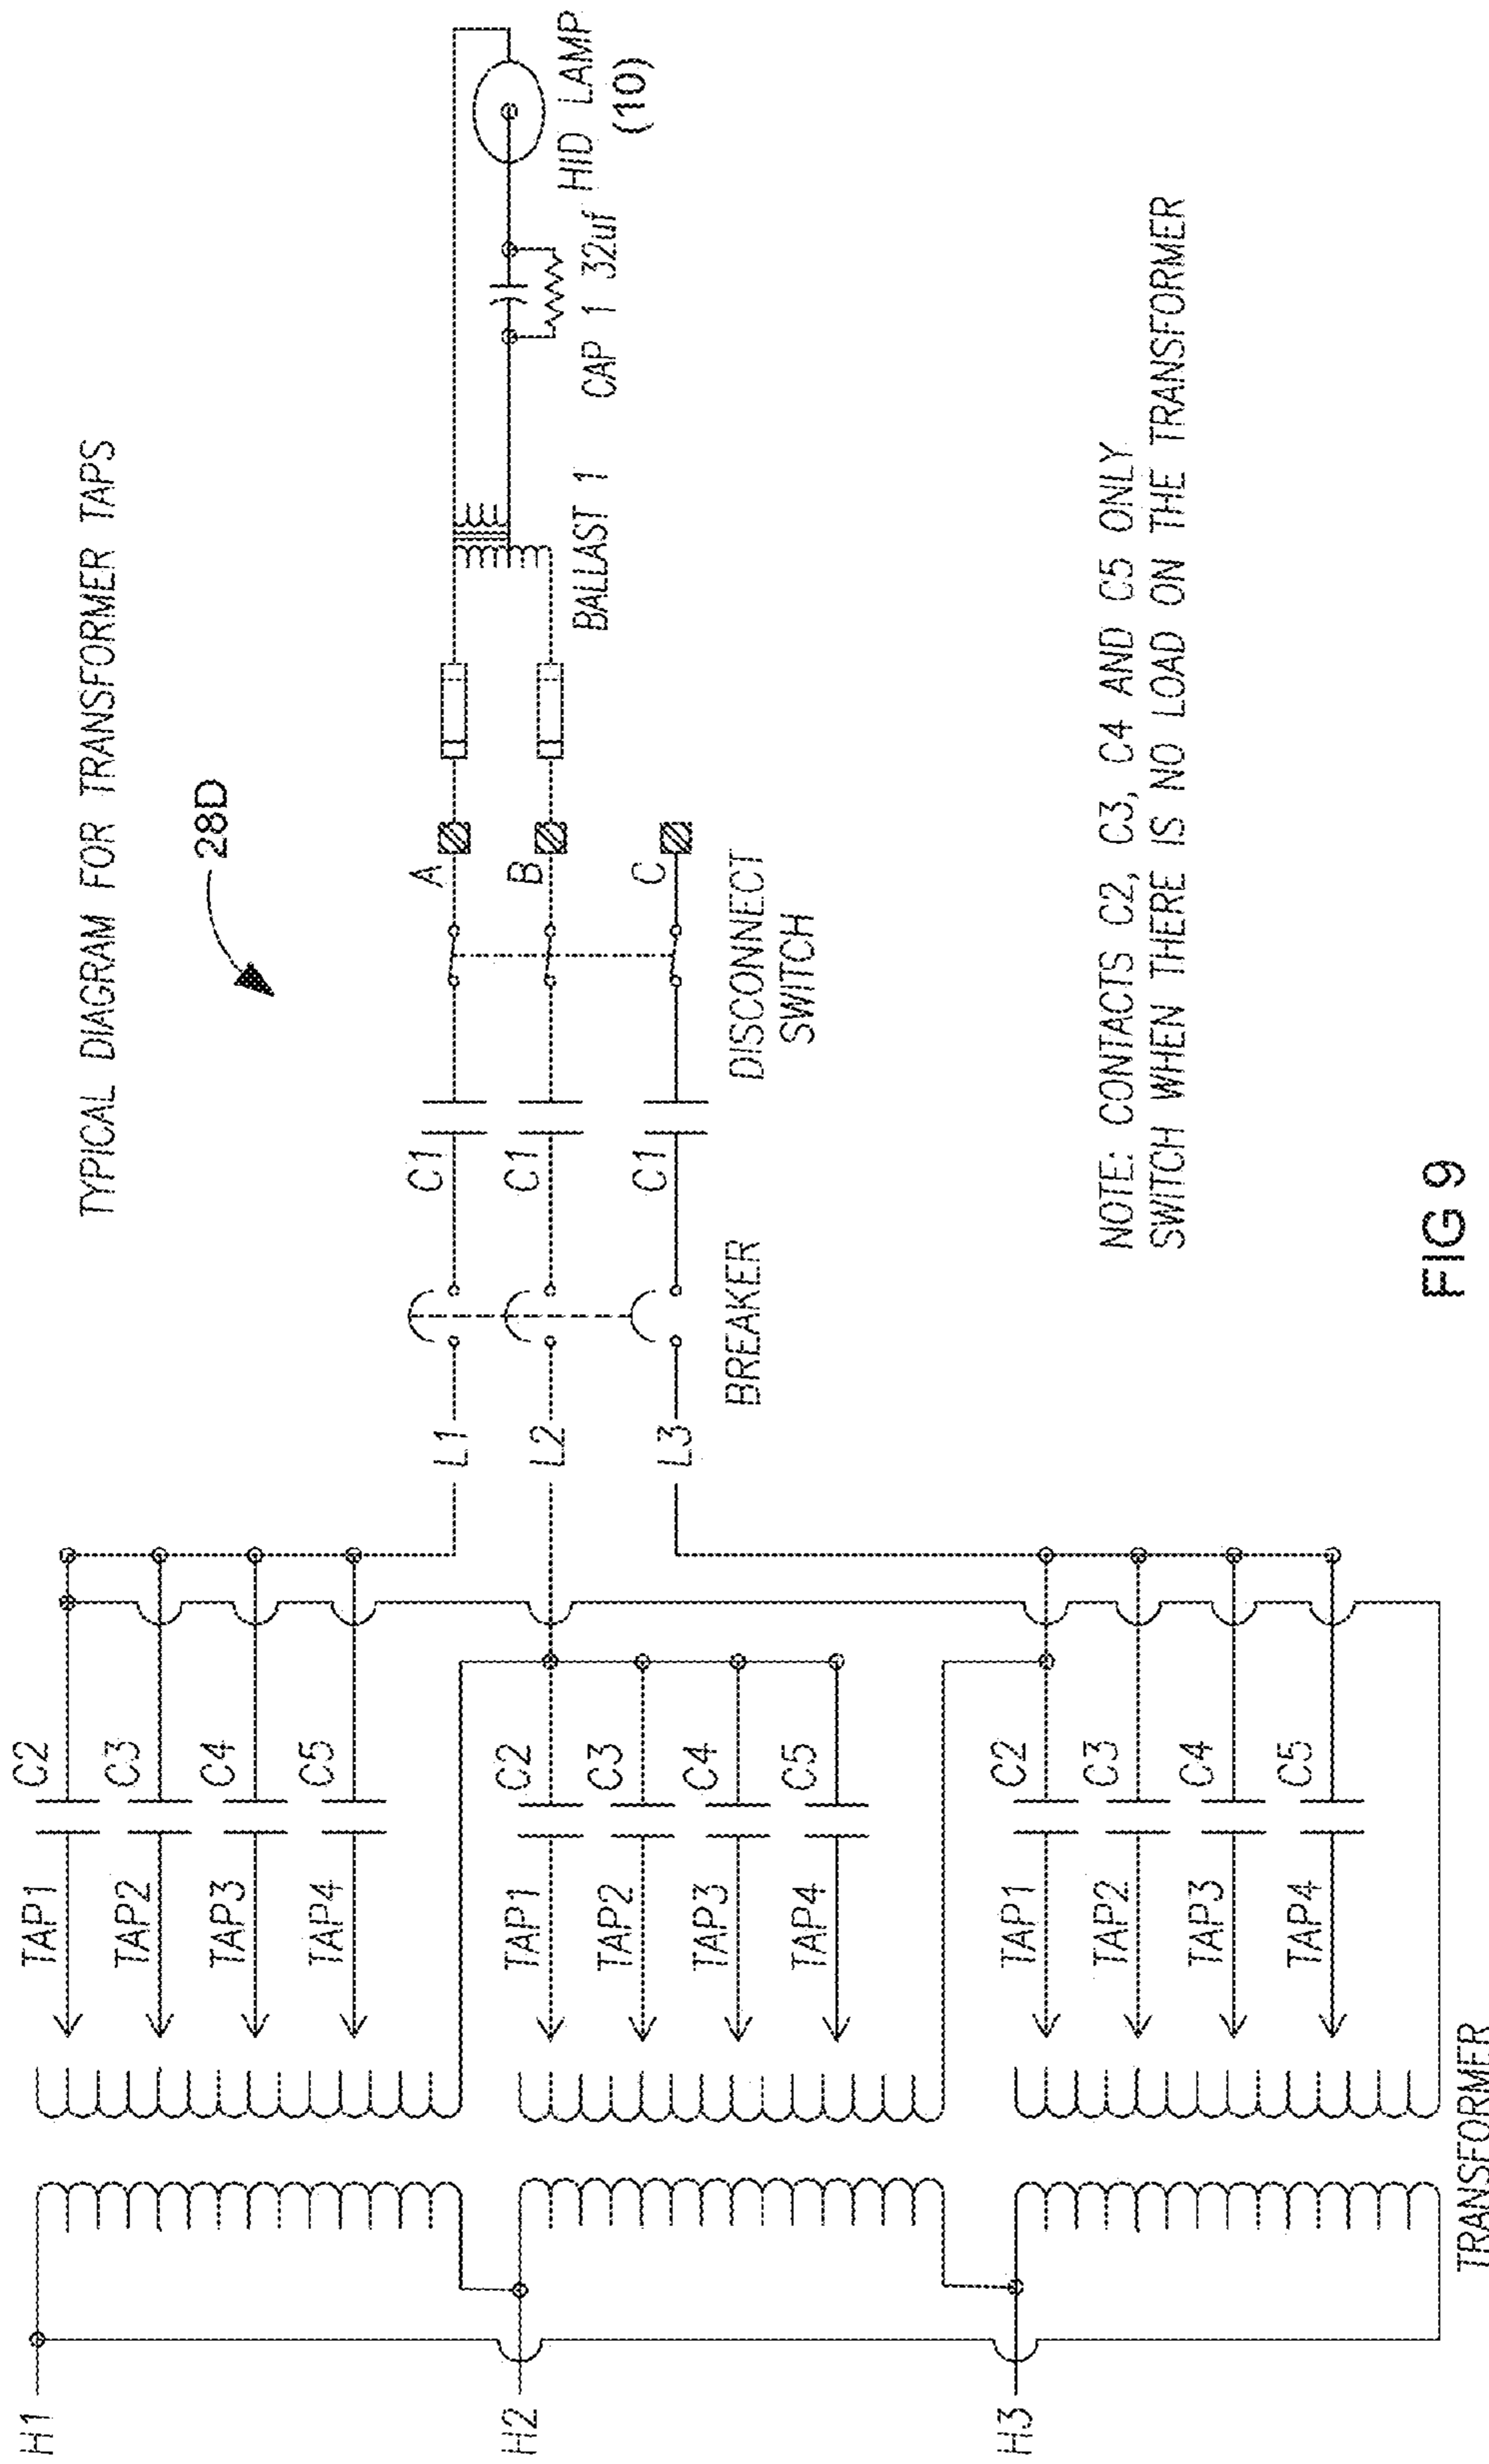 TYPICAL DIAGRAM FOR TRANSFORMER TAPS
28D
H1
H2
H3
TRANSFORMER
TAP1
C2
TAP2
C3
TAP3
C4
TAP4
C5
TAP1
C2
TAP2
C3
TAP3
C4
TAP4
C5
TAP1
C2
TAP2
C3
TAP3
C4
TAP4
C5
L1
L2
L3
BREAKER
C1
C1
C1
A
B
C
DISCONNECT
SWITCH
BALLAST 1
CAP 1 32uf
HID LAMP
(10)
NOTE: CONTACTS C2, C3, C4 AND C5 ONLY
SWITCH WHEN THERE IS NO LOAD ON THE TRANSFORMER
FIG 9